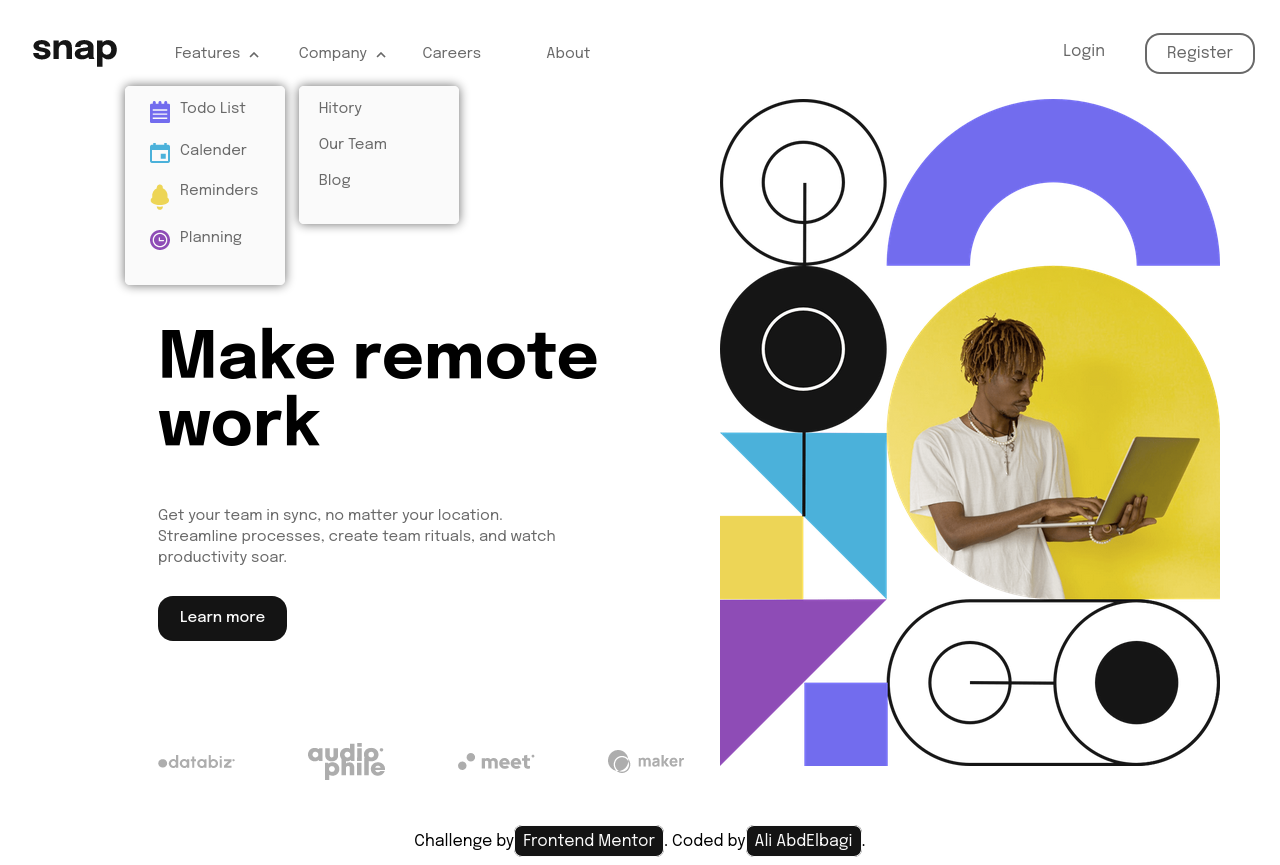 snap
Features
Company
Careers
About
Login
Register
Todo List
Calender
Reminders
Planning
Hitory
Our Team
Blog
Make remote
work
Get your team in sync, no matter your location.
Streamline processes, create team rituals, and watch
productivity soar.
Learn more
databiz
audiophile
meet
maker
Challenge by Frontend Mentor. Coded by Ali AbdElbagi.